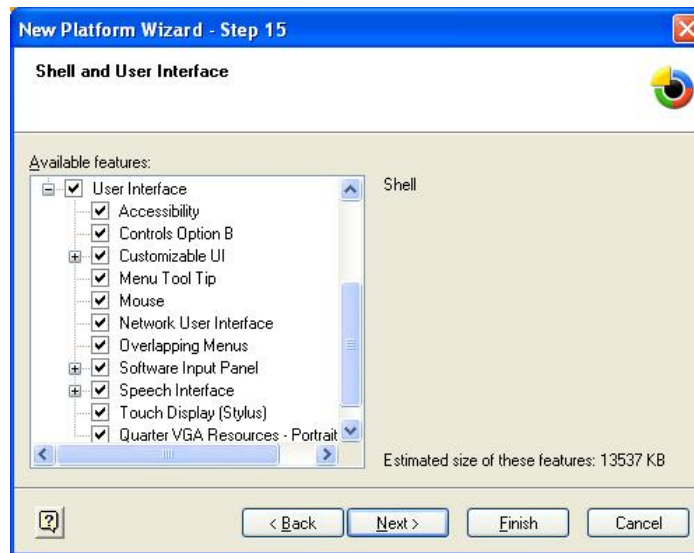 New Platform Wizard - Step 15
Shell and User Interface
Available features:
User Interface
Accessibility
Controls Option B
Customizable UI
Menu Tool Tip
Mouse
Network User Interface
Overlapping Menus
Software Input Panel
Speech Interface
Touch Display (Stylus)
Quarter VGA Resources - Portrait
Shell
Estimated size of these features: 13537 KB
< Back
Next >
Finish
Cancel